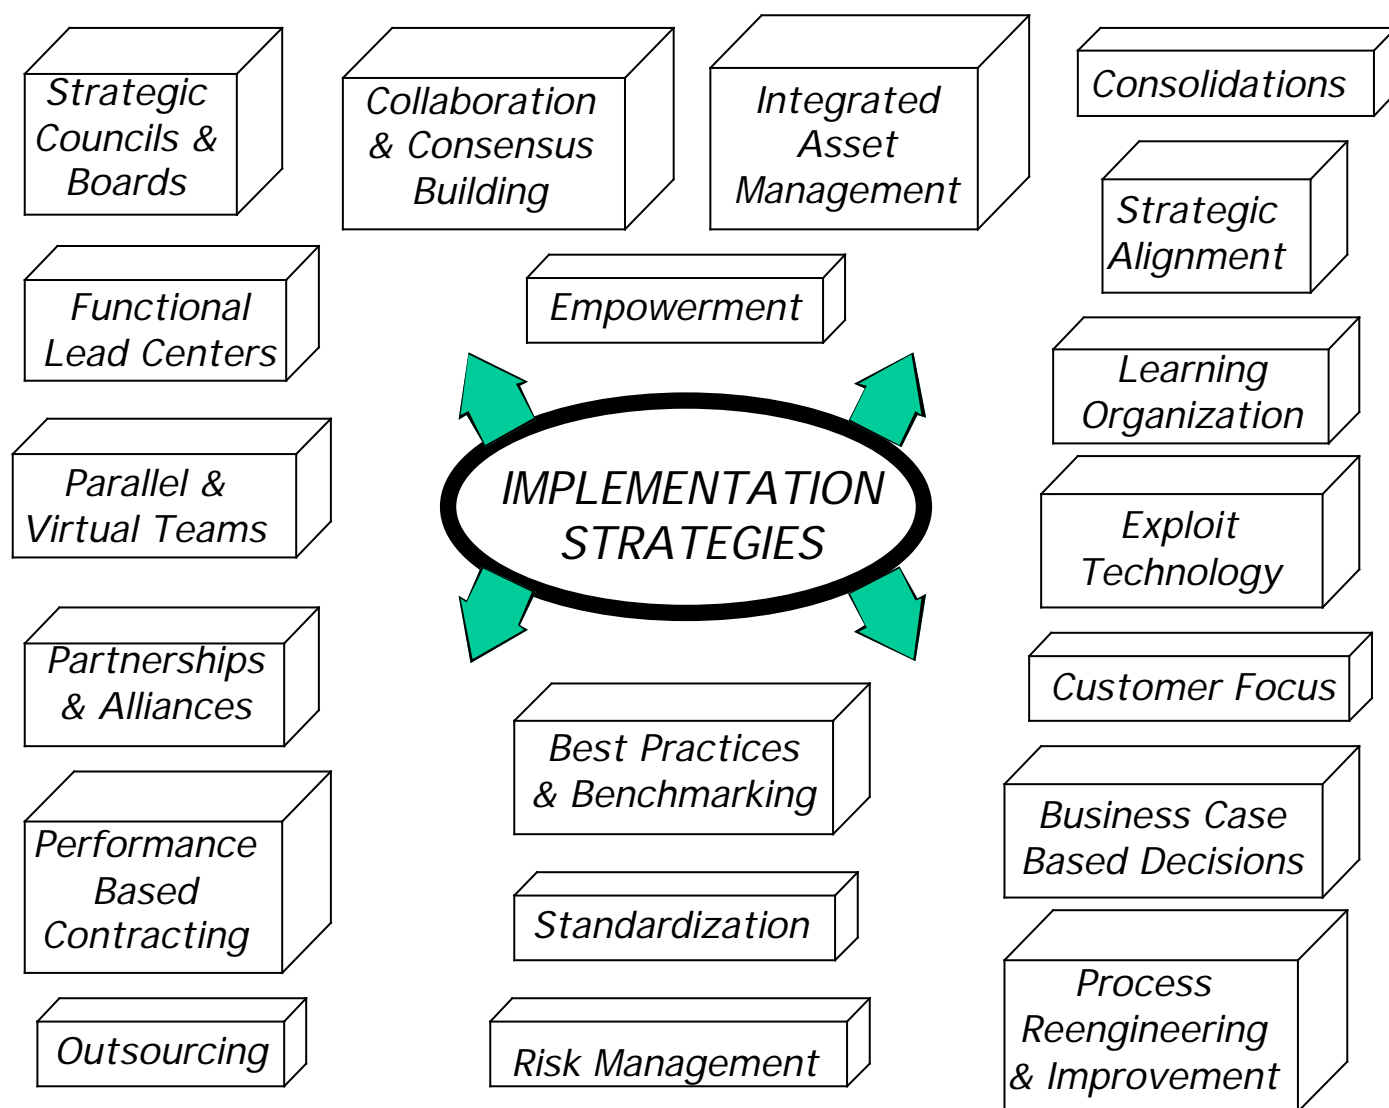 Strategic
Councils &
Boards
Collaboration
& Consensus
Building
Integrated
Asset
Management
Consolidations
Strategic
Alignment
Functional
Lead Centers
Empowerment
Learning
Organization
Parallel &
Virtual Teams
IMPLEMENTATION
STRATEGIES
Exploit
Technology
Partnerships
& Alliances
Customer Focus
Best Practices
& Benchmarking
Business Case
Based Decisions
Performance
Based
Contracting
Standardization
Process
Reengineering
& Improvement
Outsourcing
Risk Management